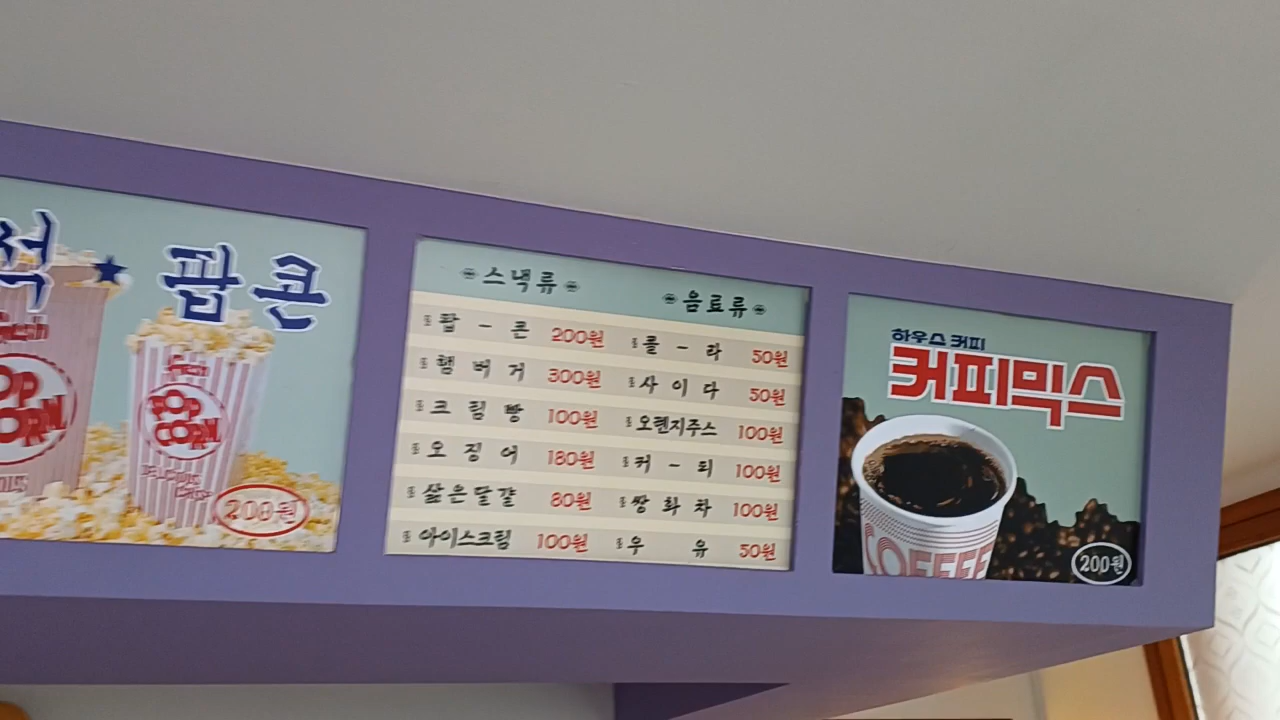 적 팝콘
POP
CORN
POP
CORN
200원
스낵류
팝-콘 200원
햄버거 300원
크림빵 100원
오징어 180원
삶은달걀 80원
아이스크림 100원
음료류
콜-라 50원
사이다 50원
오렌지주스 100원
커-피 100원
쌍화차 100원
우유 50원
하우스 커피
커피믹스
COFFEE
200원